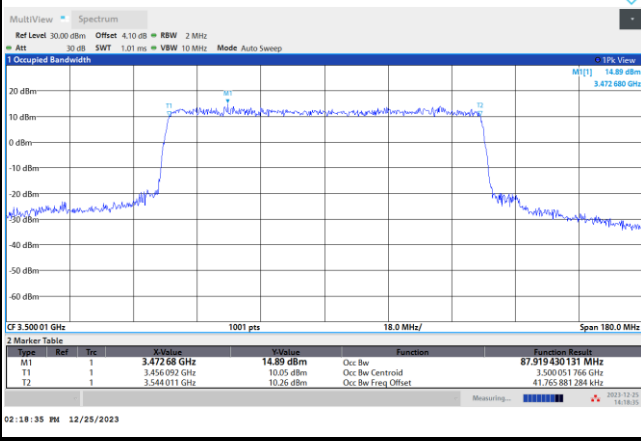 MultiView Spectrum
Ref Level 30.00 dBm Offset 4.10 dB RBW 2 MHz
Att 30 dB SWT 1.01 ms VBW 10 MHz Mode Auto Sweep
1 Occupied Bandwidth 1Pk View
M1[1] 14.89 dBm
3.472 680 GHz
20 dBm
M1
T1
T2
10 dBm
0 dBm
-10 dBm
-20 dBm
-30 dBm
-40 dBm
-50 dBm
-60 dBm
CF 3.500 01 GHz 1001 pts 18.0 MHz/ Span 180.0 MHz
2 Marker Table
Type Ref Trc X-Value Y-Value Function Function Result
M1 1 3.472 68 GHz 14.89 dBm Occ Bw 87.919 430 131 MHz
T1 1 3.456 092 GHz 10.05 dBm Occ Bw Centroid 3.500 051 766 GHz
T2 1 3.544 011 GHz 10.26 dBm Occ Bw Freq Offset 41.765 881 284 kHz
Measuring... 2023-12-25
14:18:35
02:18:35 PM 12/25/2023